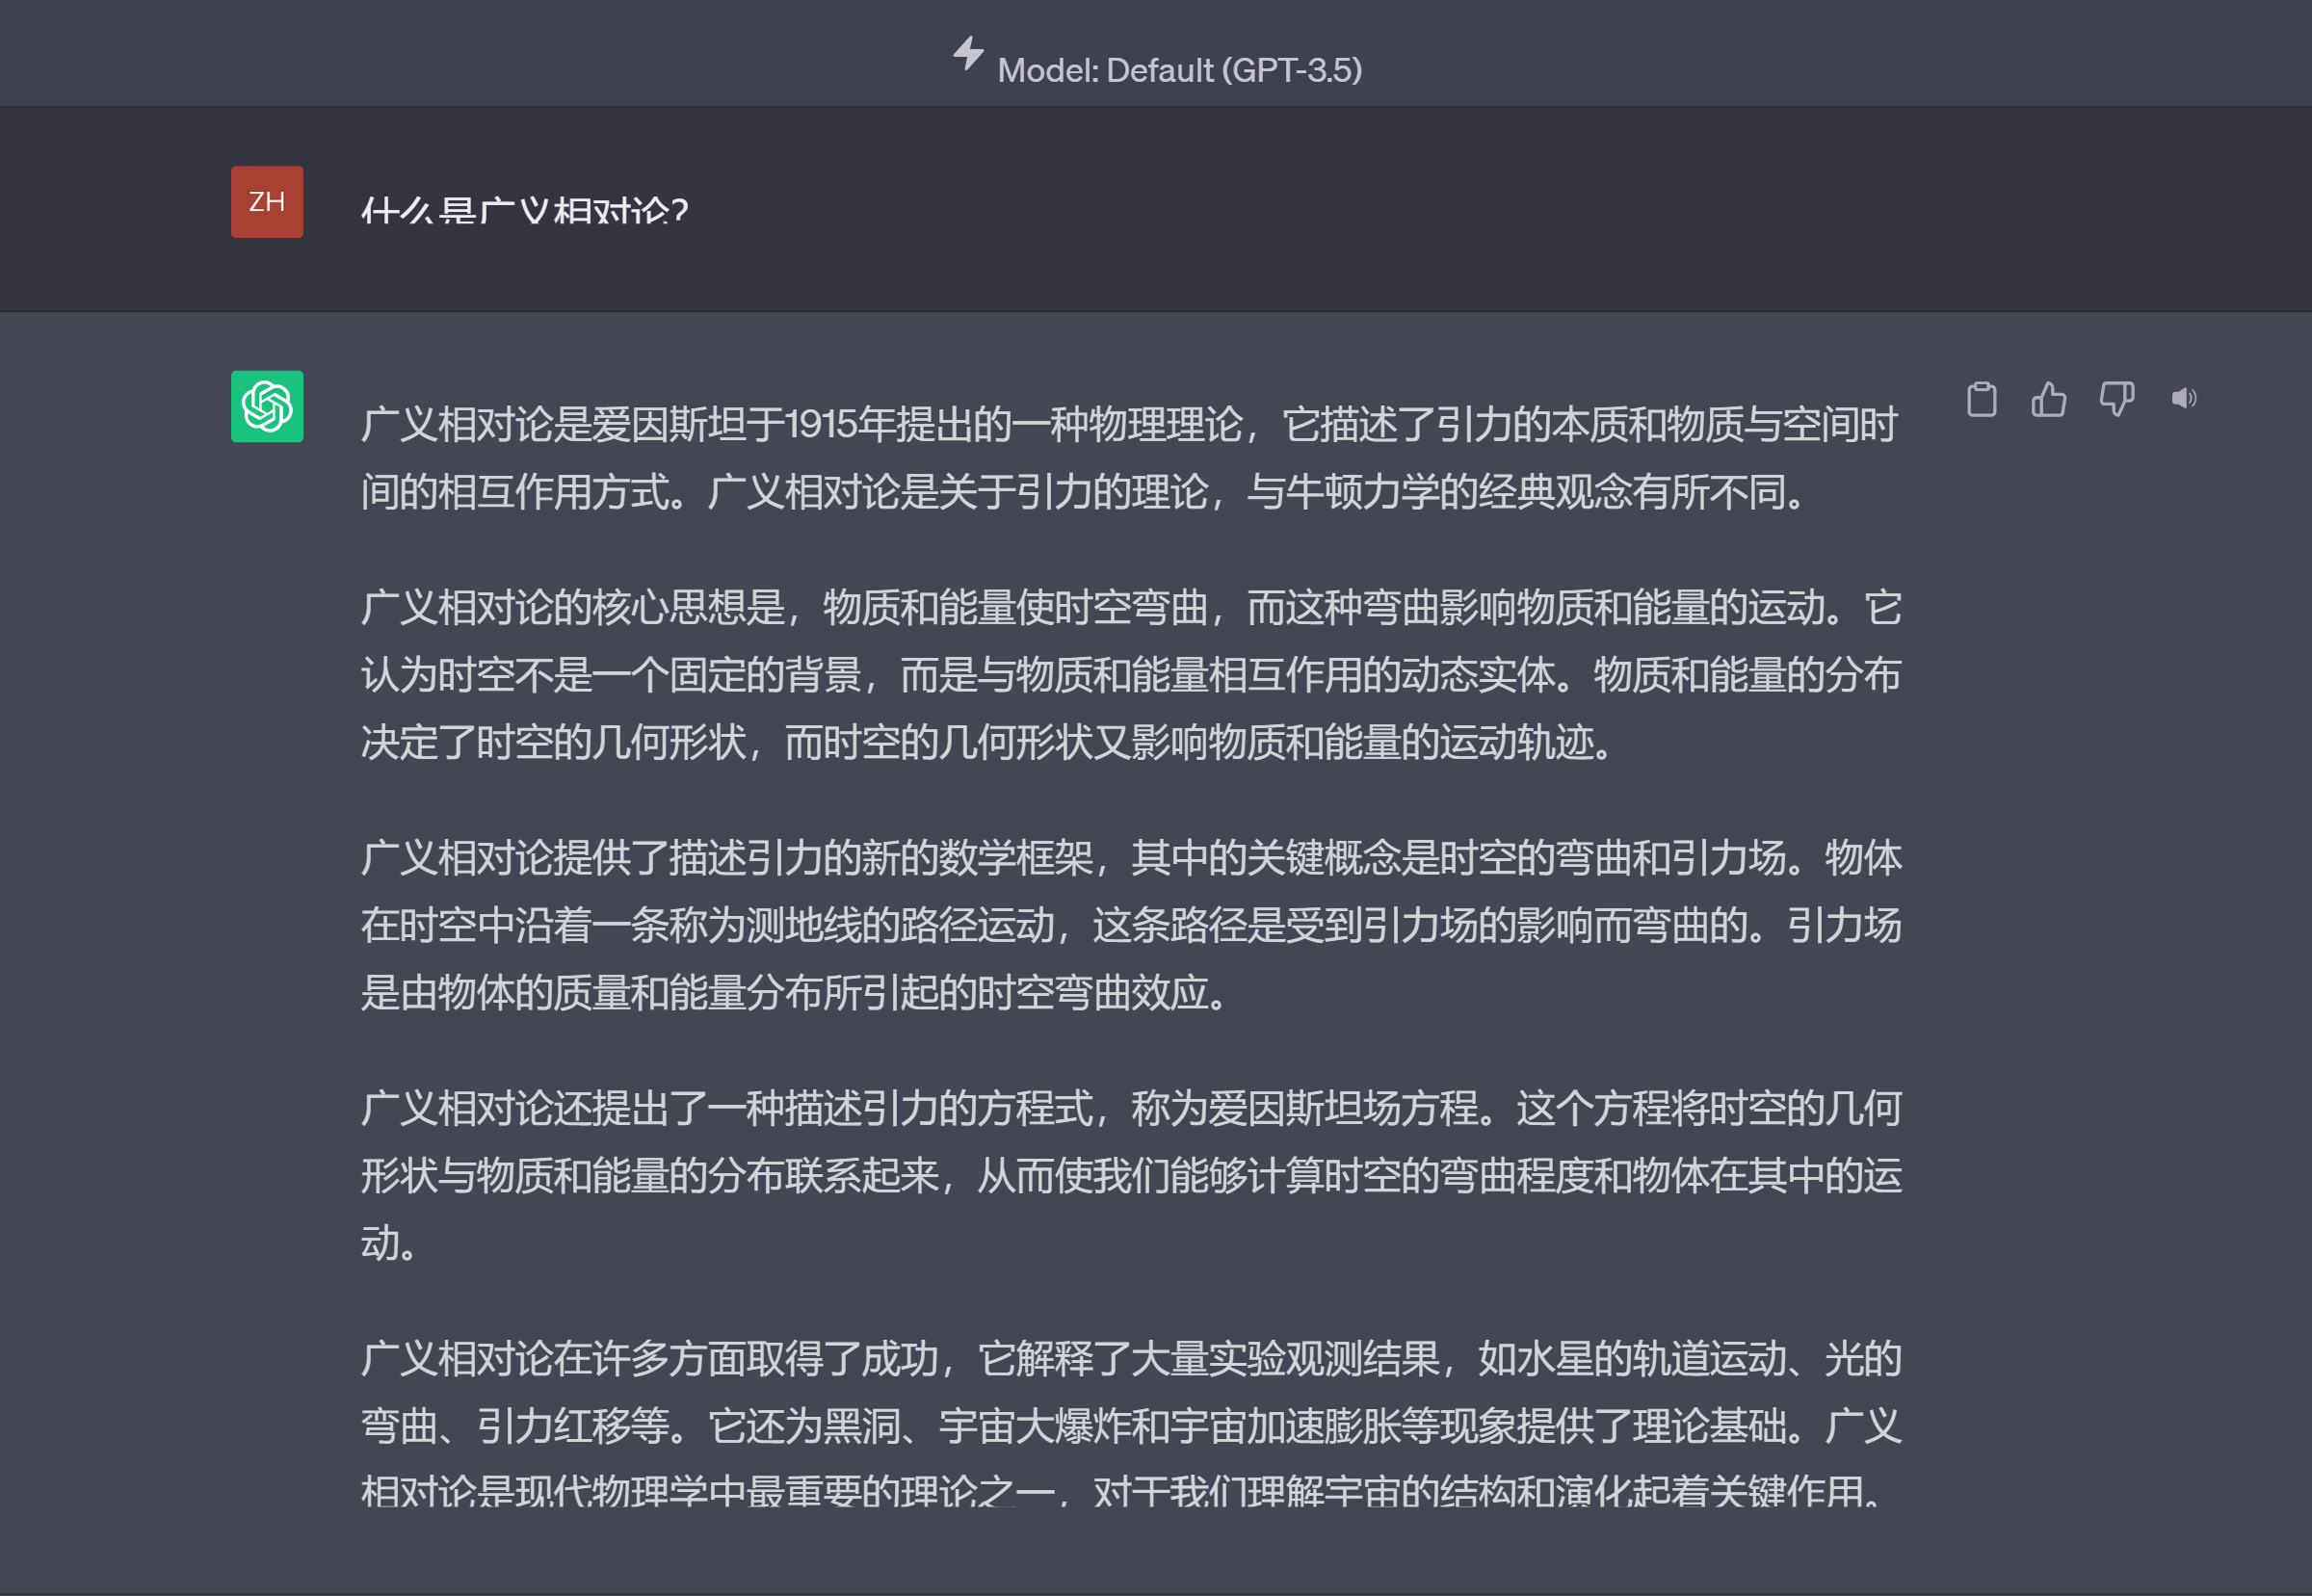 Model: Default (GPT-3.5)
ZH
什么是广义相对论?
广义相对论是爱因斯坦于1915年提出的一种物理理论，它描述了引力的本质和物质与空间时
间的相互作用方式。广义相对论是关于引力的理论，与牛顿力学的经典观念有所不同。
广义相对论的核心思想是，物质和能量使时空弯曲，而这种弯曲影响物质和能量的运动。它
认为时空不是一个固定的背景，而是与物质和能量相互作用的动态实体。物质和能量的分布
决定了时空的几何形状，而时空的几何形状又影响物质和能量的运动轨迹。
广义相对论提供了描述引力的新的数学框架，其中的关键概念是时空的弯曲和引力场。物体
在时空中沿着一条称为测地线的路径运动，这条路径是受到引力场的影响而弯曲的。引力场
是由物体的质量和能量分布所引起的时空弯曲效应。
广义相对论还提出了一种描述引力的方程式，称为爱因斯坦场方程。这个方程将时空的几何
形状与物质和能量的分布联系起来，从而使我们能够计算时空的弯曲程度和物体在其中的运
动。
广义相对论在许多方面取得了成功，它解释了大量实验观测结果，如水星的轨道运动、光的
弯曲、引力红移等。它还为黑洞、宇宙大爆炸和宇宙加速膨胀等现象提供了理论基础。广义
相对论是现代物理学中最重要的理论之一，对于我们理解宇宙的结构和演化起着关键作用。